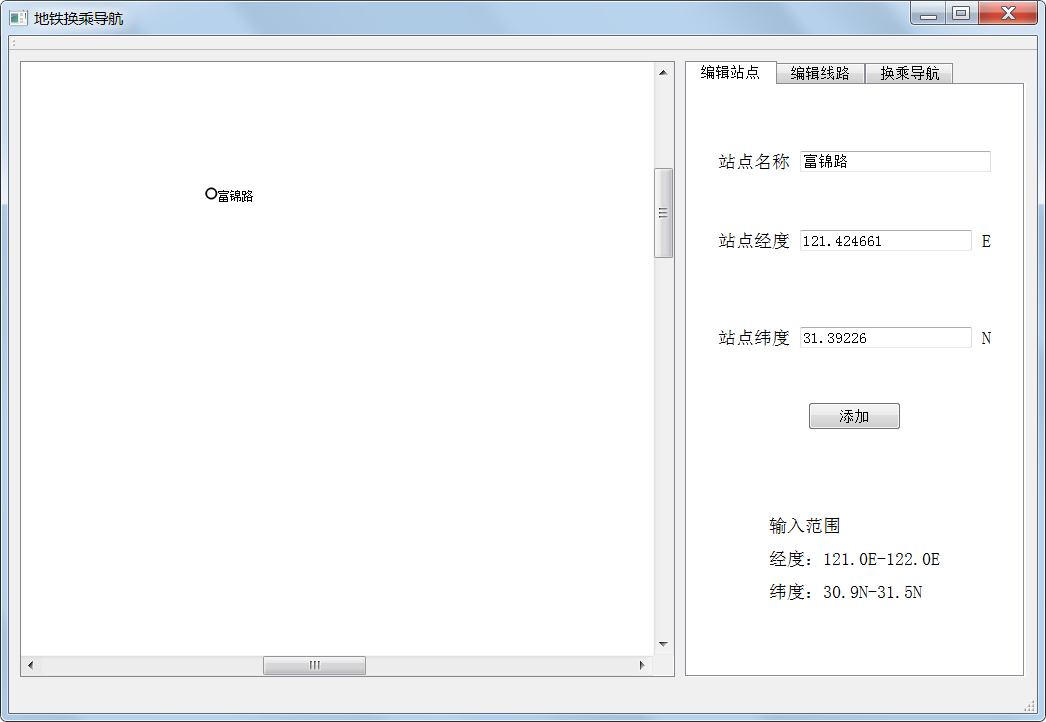 地铁换乘导航
富锦路
编辑站点 编辑线路 换乘导航
站点名称 富锦路
站点经度 121.424661 E
站点纬度 31.39226 N
添加
输入范围
经度: 121.0E-122.0E
纬度: 30.9N-31.5N